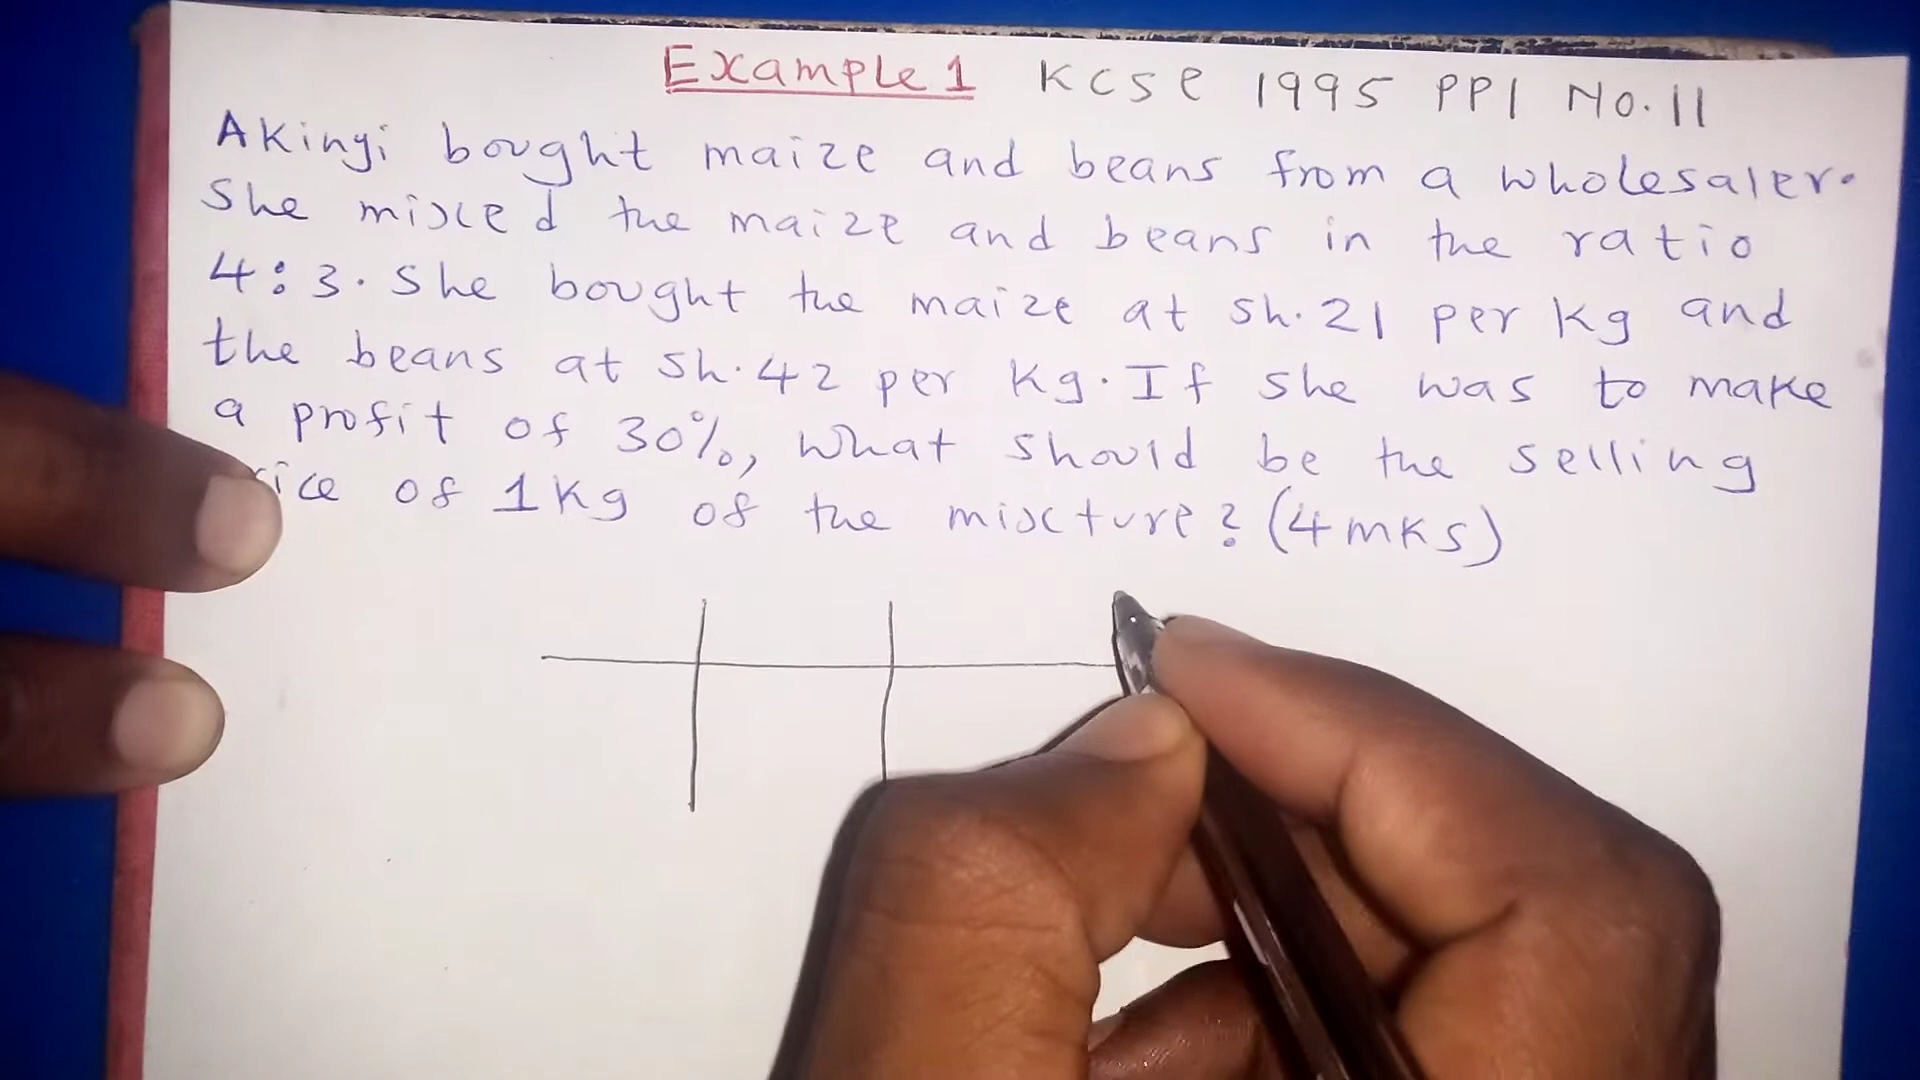 Example 1 KCSE 1995 PP1 No.11
Akinyi bought maize and beans from a wholesaler.
She mixed the maize and beans in the ratio
4:3. She bought the maize at sh.21 per kg and
the beans at sh.42 per kg. If she was to make
a profit of 30%, what should be the selling
rice of 1kg of the mixture? (4mks)